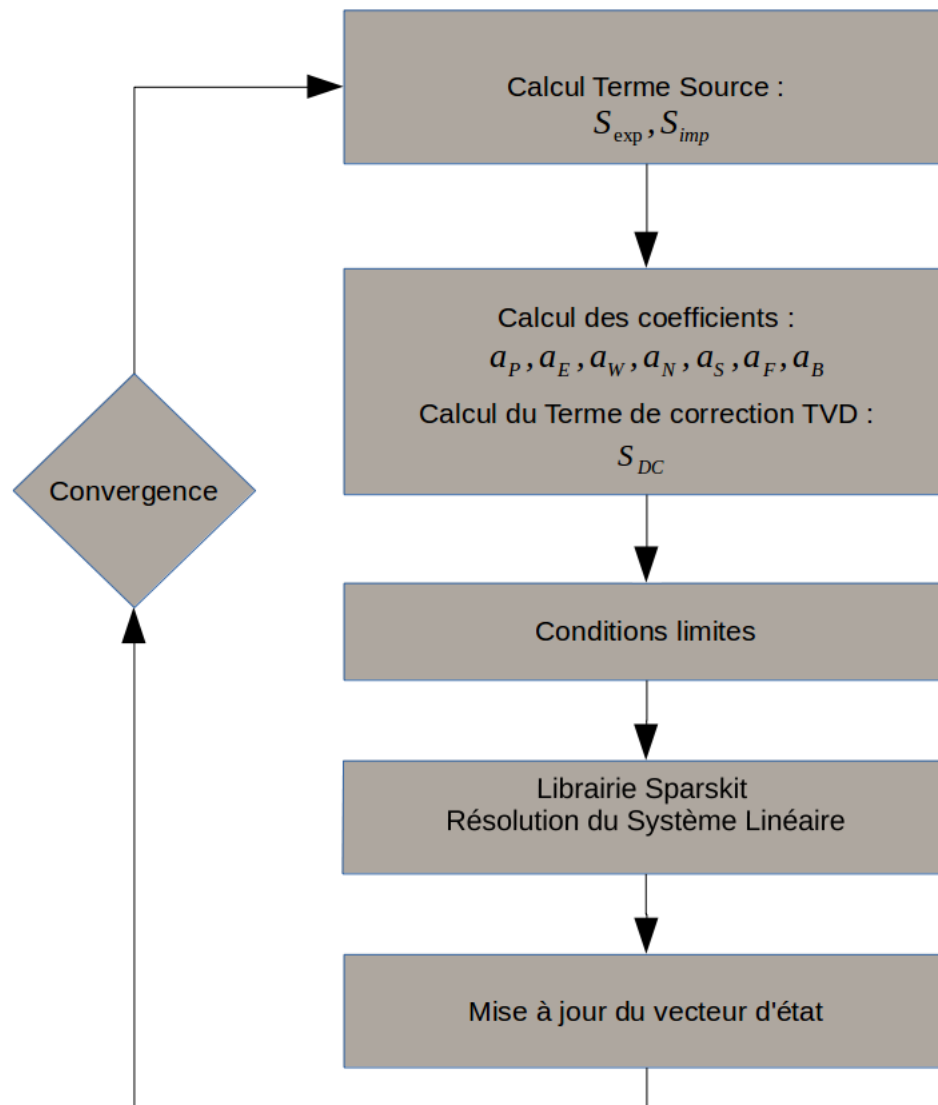 Calcul Terme Source :
S_exp, S_imp
Calcul des coefficients :
a_P, a_E, a_W, a_N, a_S, a_F, a_B
Calcul du Terme de correction TVD :
S_DC
Convergence
Conditions limites
Librairie Sparskit
Résolution du Système Linéaire
Mise à jour du vecteur d'état